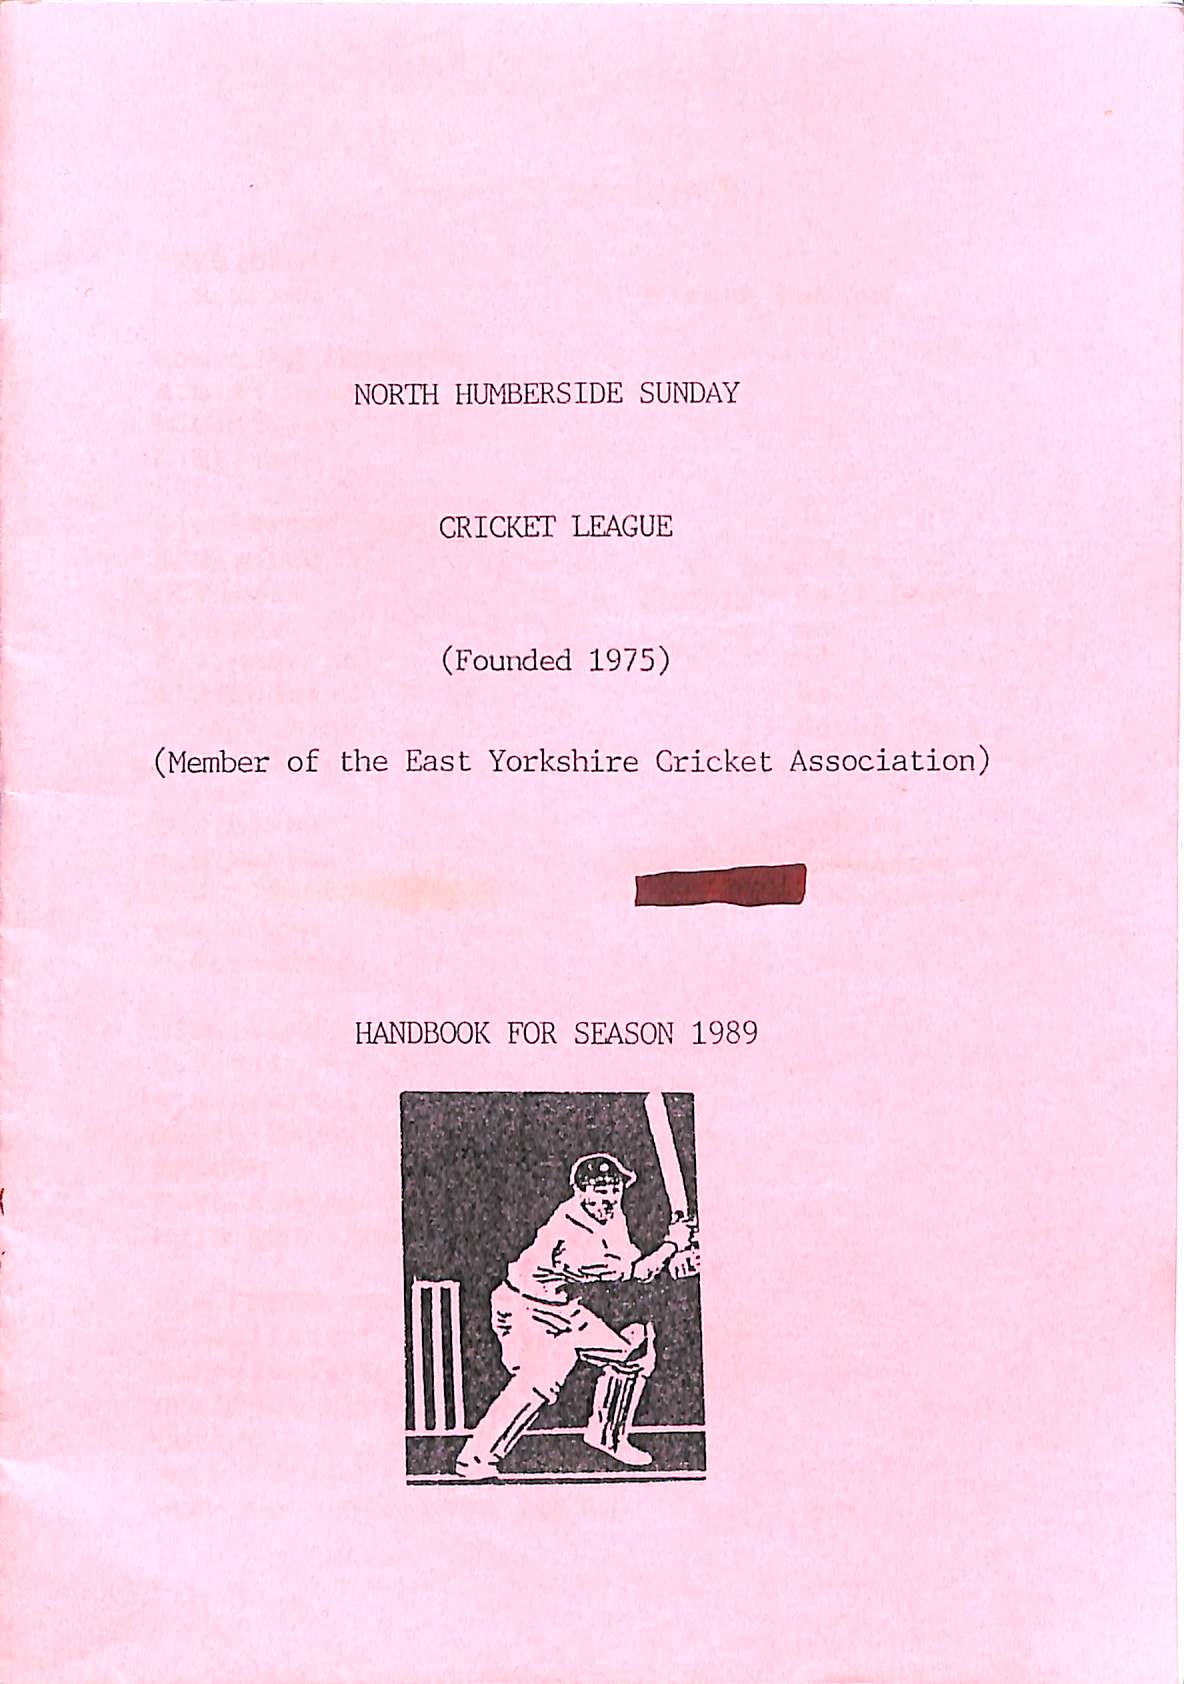 NORTH HUMBERSIDE SUNDAY
CRICKET LEAGUE
(Founded 1975)
(Member of the East Yorkshire Cricket Association)
HANDBOOK FOR SEASON 1989